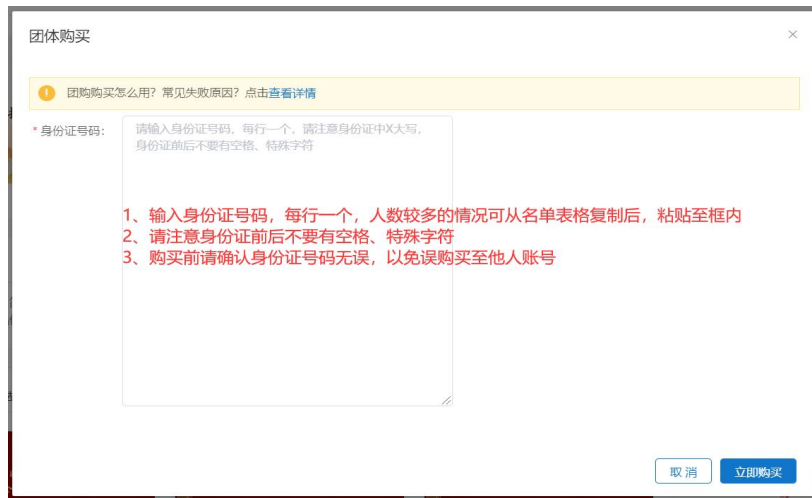 团体购买
×
团购购买怎么用？常见失败原因？点击查看详情
* 身份证号码：
请输入身份证号码，每行一个，请注意身份证中X大写，
身份证前后不要有空格、特殊字符
1、输入身份证号码，每行一个，人数较多的情况可从名单表格复制后，粘贴至框内
2、请注意身份证前后不要有空格、特殊字符
3、购买前请确认身份证号码无误，以免误购买至他人账号
取 消
立即购买